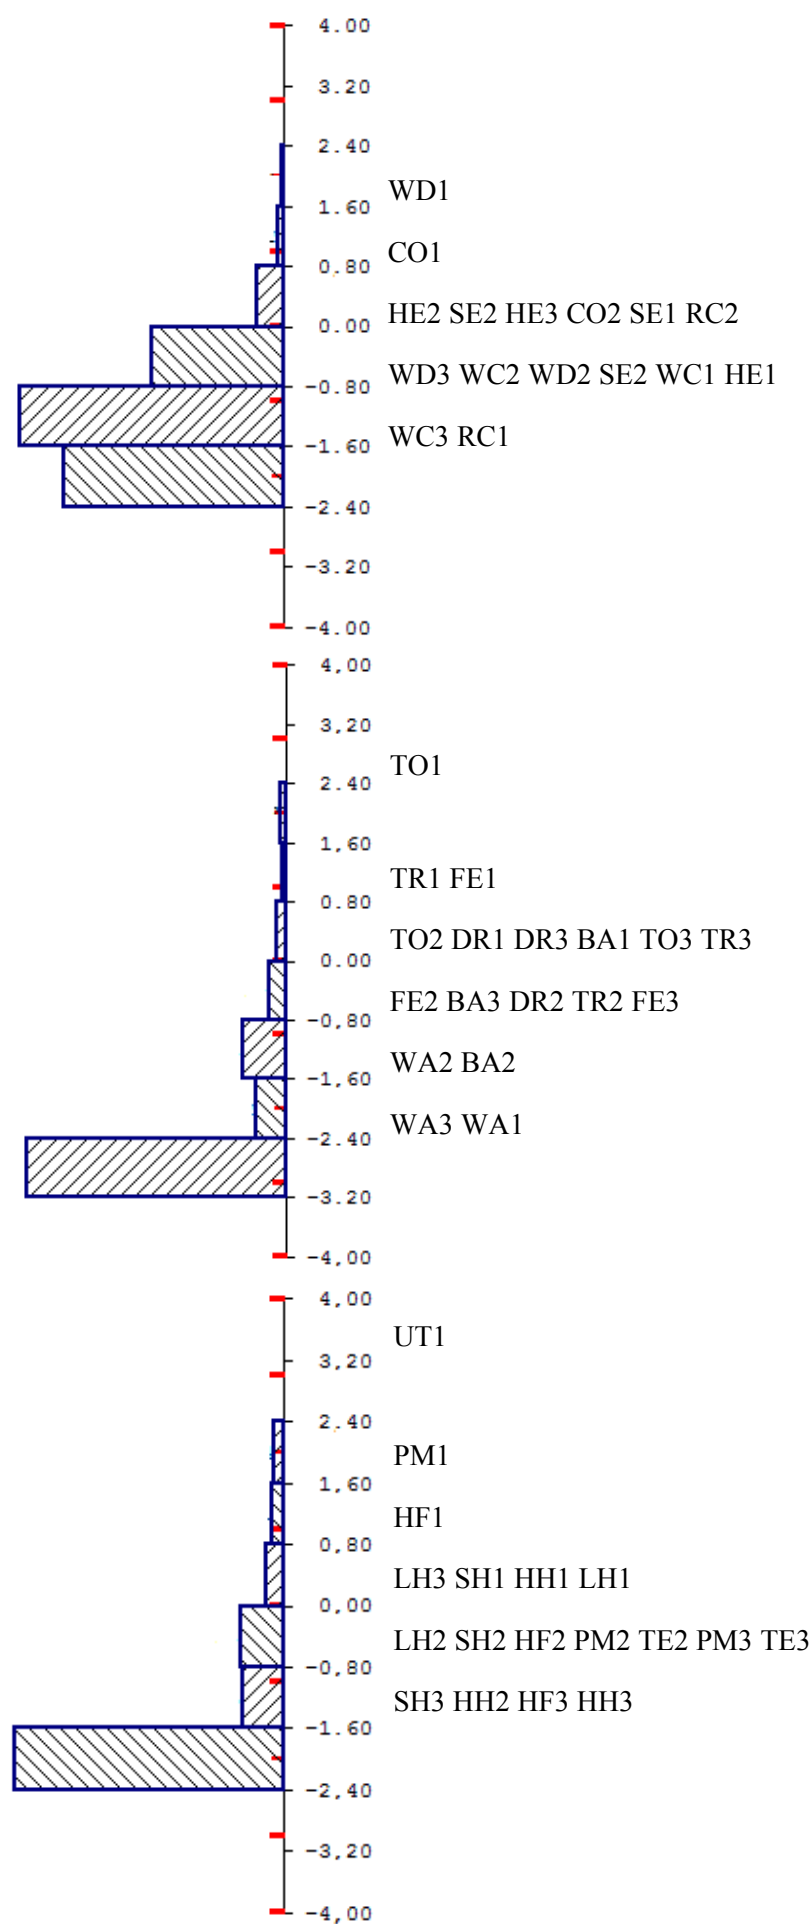 4.00
3.20
2.40
WD1
1.60
CO1
0.80
HE2 SE2 HE3 CO2 SE1 RC2
0.00
WD3 WC2 WD2 SE2 WC1 HE1
-0.80
WC3 RC1
-1.60
-2.40
-3.20
-4.00
4,00
3,20
TO1
2.40
1,60
TR1 FE1
0.80
TO2 DR1 DR3 BA1 TO3 TR3
0.00
FE2 BA3 DR2 TR2 FE3
-0,80
WA2 BA2
-1,60
WA3 WA1
-2.40
-3.20
-4,00
4,00
UT1
3,20
2.40
PM1
1,60
HF1
0,80
LH3 SH1 HH1 LH1
0,00
LH2 SH2 HF2 PM2 TE2 PM3 TE3
-0,80
SH3 HH2 HF3 HH3
-1.60
-2,40
-3,20
-4,00